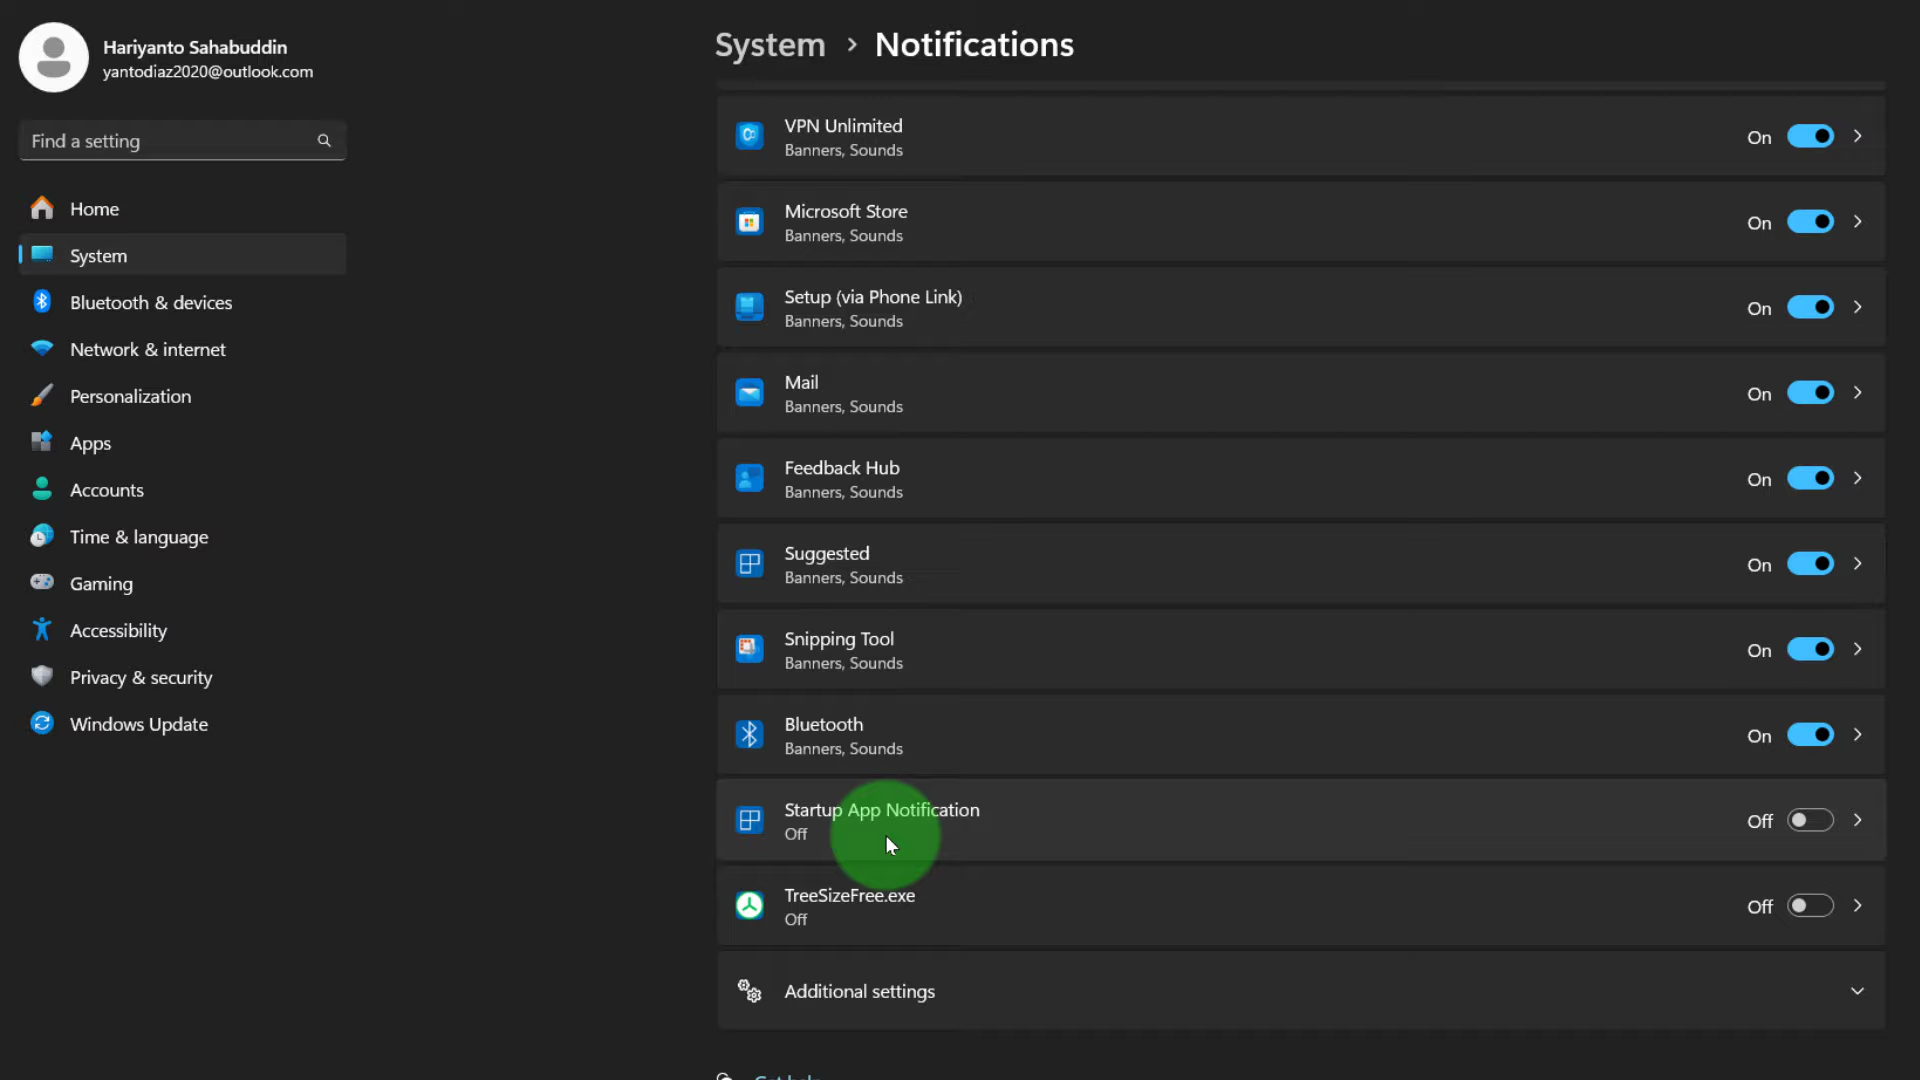 Hariyanto Sahabuddin
yantodiaz2020@outlook.com
Find a setting
Home
System
Bluetooth & devices
Network & internet
Personalization
Apps
Accounts
Time & language
Gaming
Accessibility
Privacy & security
Windows Update
System > Notifications
VPN Unlimited
Banners, Sounds
On
Microsoft Store
Banners, Sounds
On
Setup (via Phone Link)
Banners, Sounds
On
Mail
Banners, Sounds
On
Feedback Hub
Banners, Sounds
On
Suggested
Banners, Sounds
On
Snipping Tool
Banners, Sounds
On
Bluetooth
Banners, Sounds
On
Startup App Notification
Off
Off
TreeSizeFree.exe
Off
Off
Additional settings